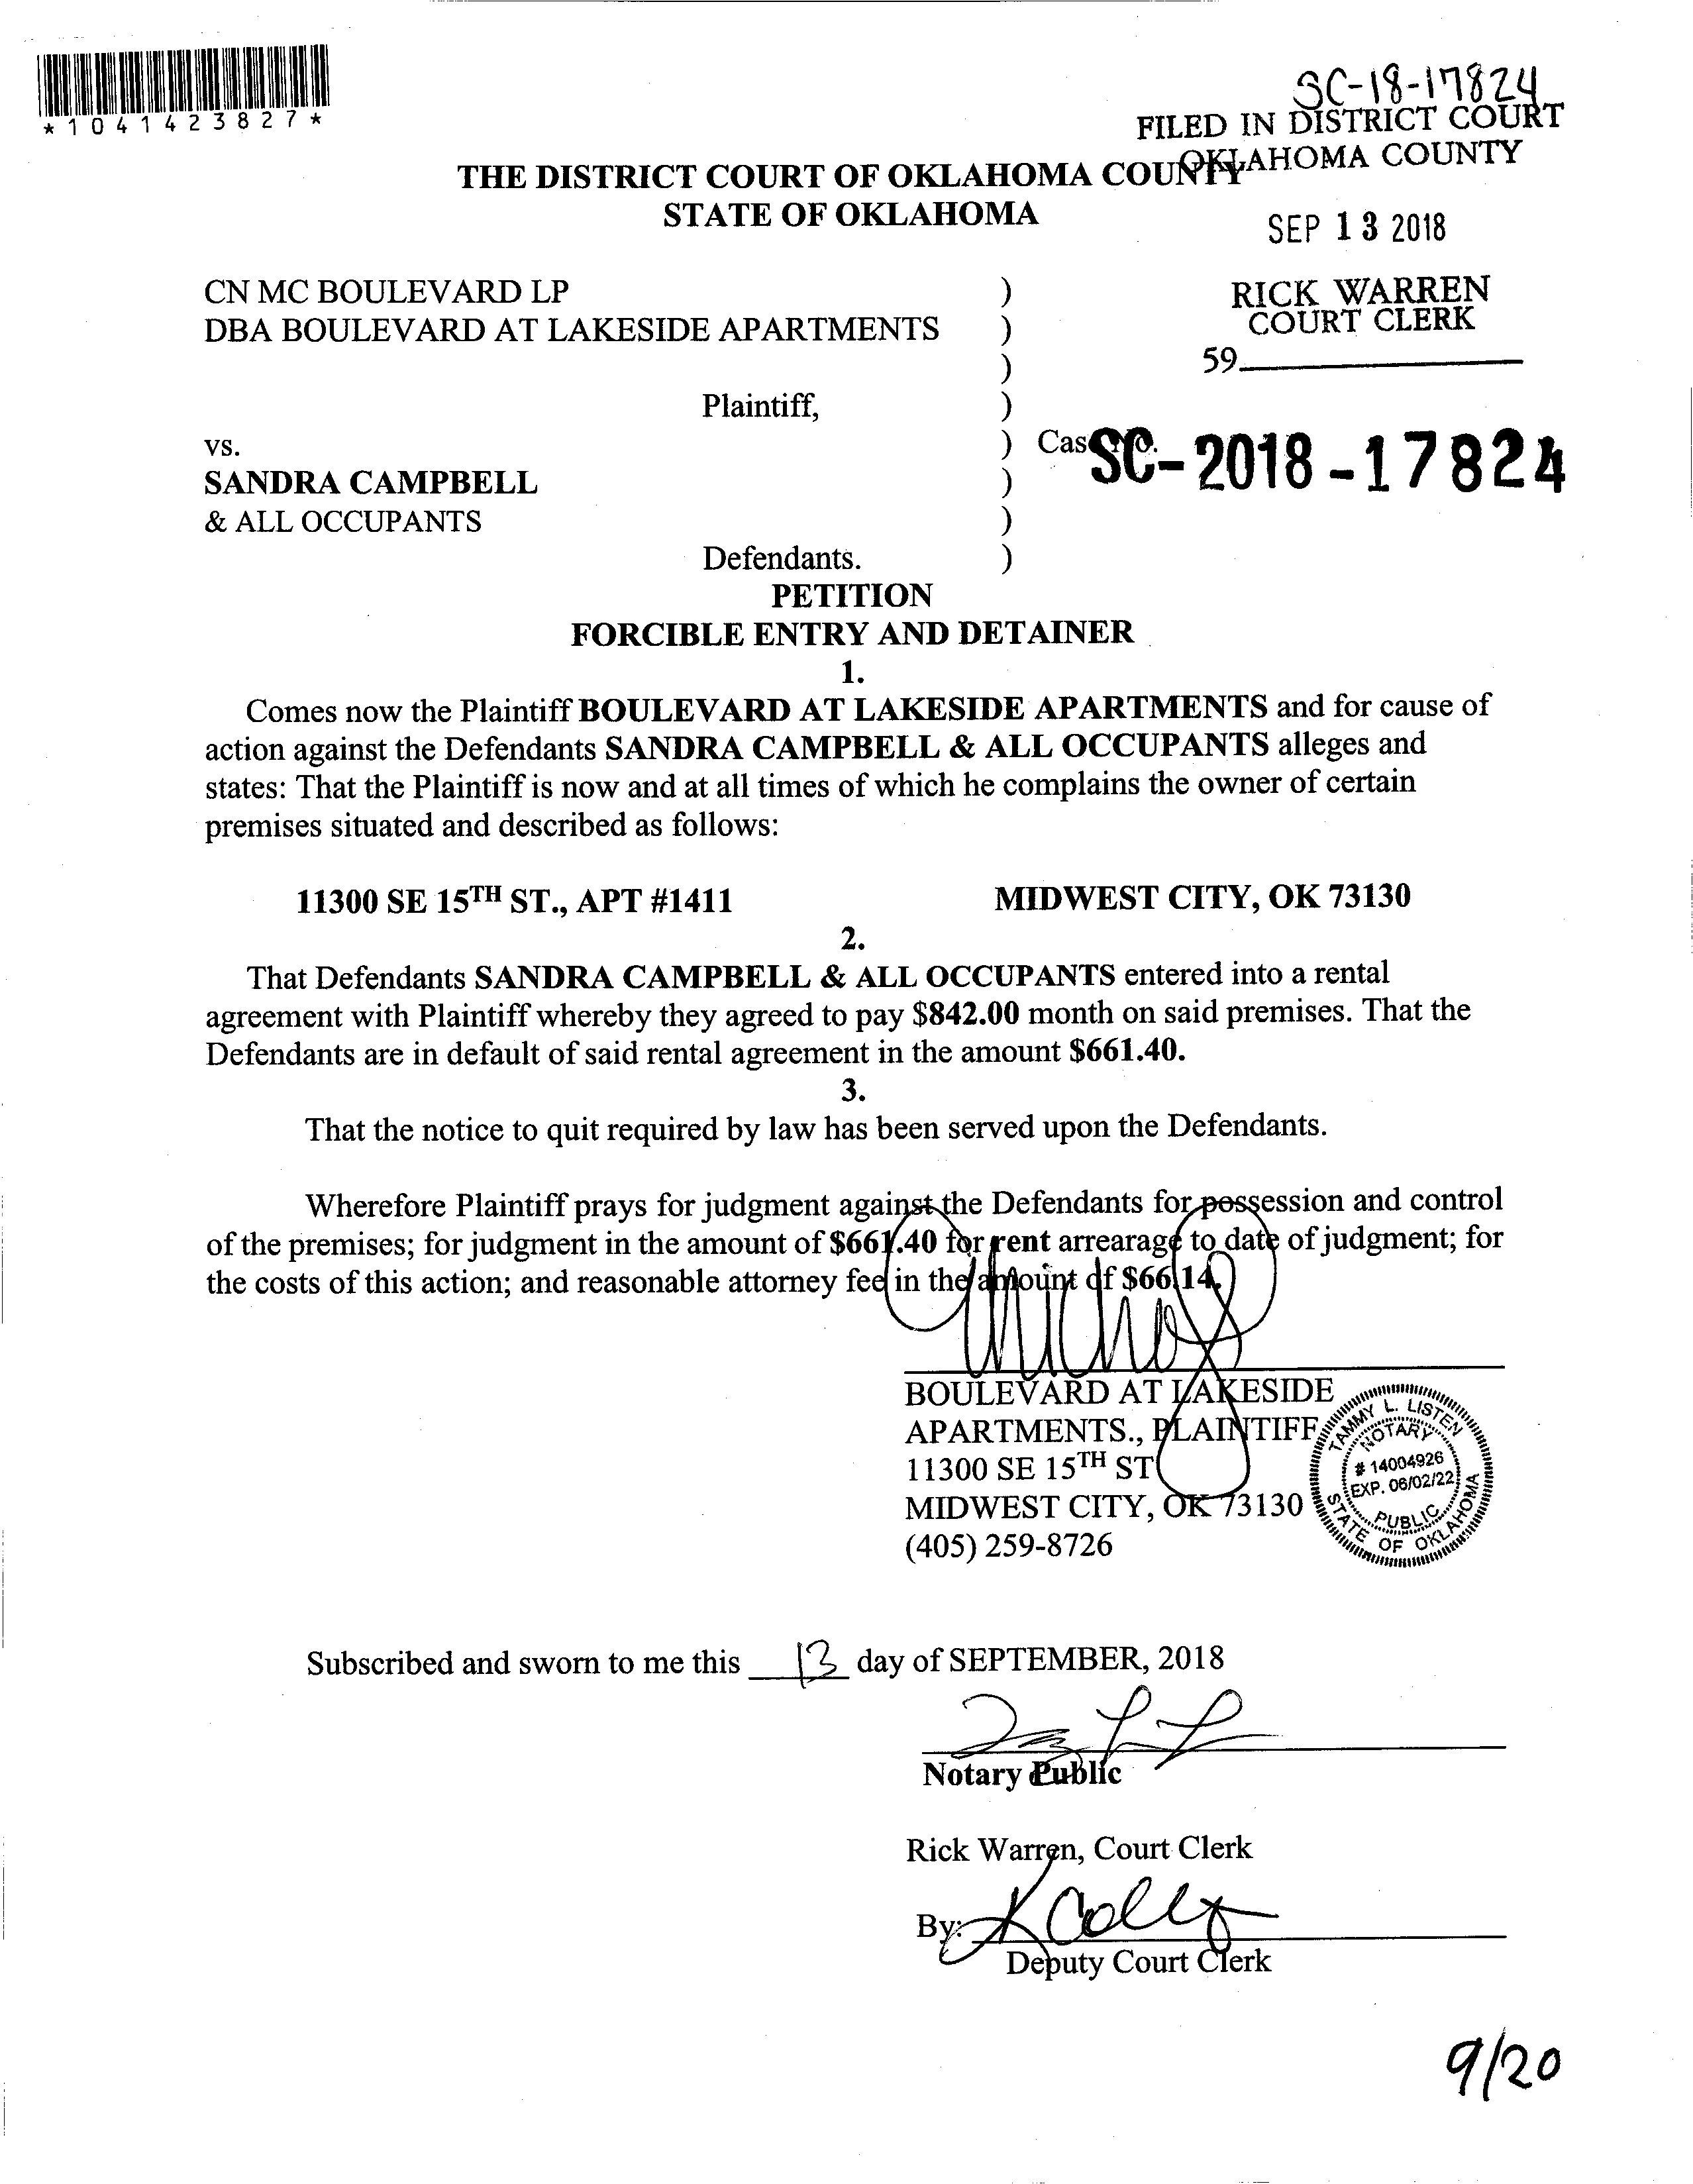 *1041423827*
SC-18-17824
FILED IN DISTRICT COURT
OKLAHOMA COUNTY
THE DISTRICT COURT OF OKLAHOMA COUNTY
STATE OF OKLAHOMA
SEP 13 2018
CN MC BOULEVARD LP )
RICK WARREN
DBA BOULEVARD AT LAKESIDE APARTMENTS )
COURT CLERK
)
59
Plaintiff, )
vs. ) Case No. SC-2018-17824
SANDRA CAMPBELL )
& ALL OCCUPANTS )
Defendants. )
PETITION
FORCIBLE ENTRY AND DETAINER
1.
Comes now the Plaintiff BOULEVARD AT LAKESIDE APARTMENTS and for cause of
action against the Defendants SANDRA CAMPBELL & ALL OCCUPANTS alleges and
states: That the Plaintiff is now and at all times of which he complains the owner of certain
premises situated and described as follows:
11300 SE 15TH ST., APT #1411 MIDWEST CITY, OK 73130
2.
That Defendants SANDRA CAMPBELL & ALL OCCUPANTS entered into a rental
agreement with Plaintiff whereby they agreed to pay $842.00 month on said premises. That the
Defendants are in default of said rental agreement in the amount $661.40.
3.
That the notice to quit required by law has been served upon the Defendants.
Wherefore Plaintiff prays for judgment against the Defendants for possession and control
of the premises; for judgment in the amount of $661.40 for rent arrearage to date of judgment; for
the costs of this action; and reasonable attorney fee in the amount of $66.14.
BOULEVARD AT LAKESIDE
APARTMENTS., PLAINTIFF
11300 SE 15TH ST
MIDWEST CITY, OK 73130
(405) 259-8726
TAMMY L. LISTEN
NOTARY
# 14004926
EXP. 06/02/22
PUBLIC
STATE OF OKLAHOMA
Subscribed and sworn to me this 13 day of SEPTEMBER, 2018
Notary Public
Rick Warren, Court Clerk
By:
Deputy Court Clerk
9/20